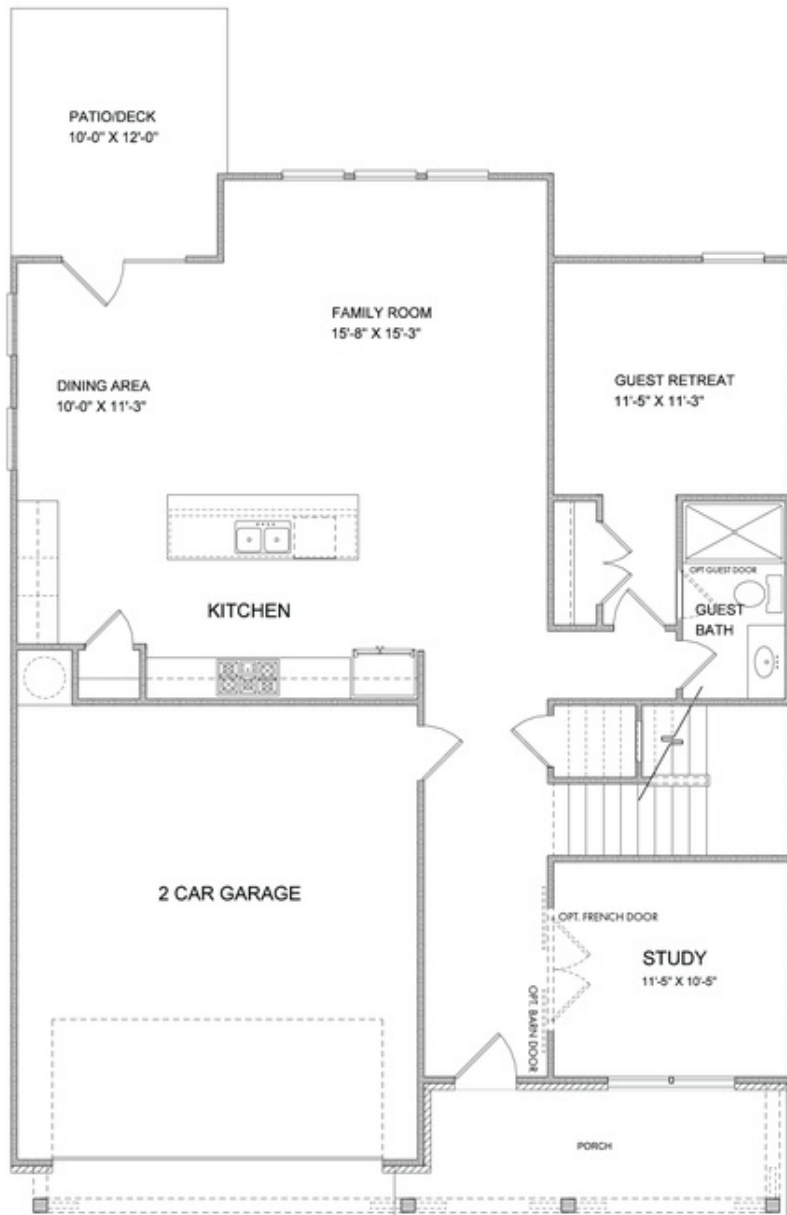 PATIO/DECK
10'-0" X 12'-0"
FAMILY ROOM
15'-8" X 15'-3"
DINING AREA
10'-0" X 11'-3"
GUEST RETREAT
11'-5" X 11'-3"
OPT GUEST DOOR
KITCHEN
GUEST
BATH
2 CAR GARAGE
OPT. FRENCH DOOR
STUDY
11'-5" X 10'-5"
OPT. BARN DOOR
PORCH